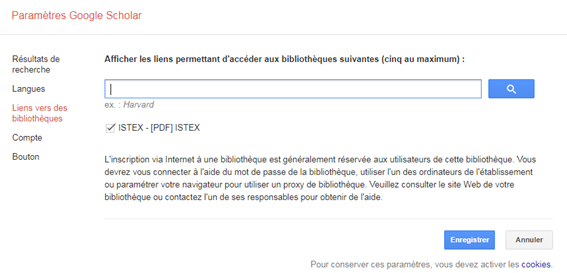 Paramètres Google Scholar
Résultats de
recherche
Langues
Liens vers des
bibliothèques
Compte
Bouton
Afficher les liens permettant d'accéder aux bibliothèques suivantes (cinq au maximum) :
ex. : Harvard
ISTEX - [PDF] ISTEX
L'inscription via Internet à une bibliothèque est généralement réservée aux utilisateurs de cette bibliothèque. Vous
devrez vous connecter à l'aide du mot de passe de la bibliothèque, utiliser l'un des ordinateurs de l'établissement
ou paramétrer votre navigateur pour utiliser un proxy de bibliothèque. Veuillez consulter le site Web de votre
bibliothèque ou contactez l'un de ses responsables pour obtenir de l'aide.
Enregistrer
Annuler
Pour conserver ces paramètres, vous devez activer les cookies.